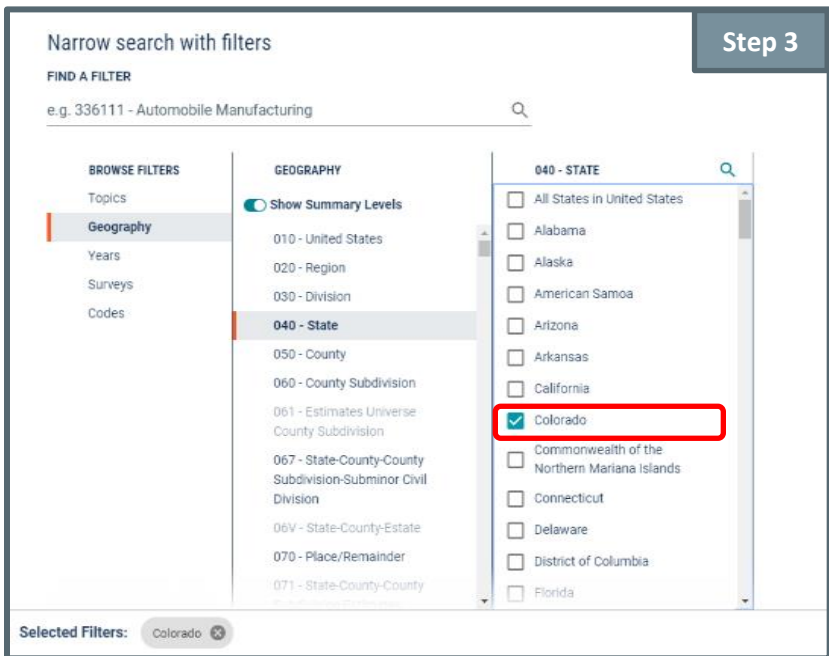 Narrow search with filters
Step 3
FIND A FILTER
e.g. 336111 - Automobile Manufacturing
BROWSE FILTERS
Topics
Geography
Years
Surveys
Codes
GEOGRAPHY
Show Summary Levels
010 - United States
020 - Region
030 - Division
040 - State
050 - County
060 - County Subdivision
061 - Estimates Universe
County Subdivision
067 - State-County-County
Subdivision-Subminor Civil
Division
06V - State-County-Estate
070 - Place/Remainder
071 - State-County-County
040 - STATE
All States in United States
Alabama
Alaska
American Samoa
Arizona
Arkansas
California
Colorado
Commonwealth of the
Northern Mariana Islands
Connecticut
Delaware
District of Columbia
Florida
Selected Filters:
Colorado